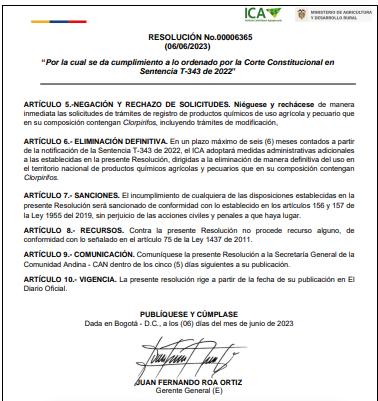 ICA
MINISTERIO DE AGRICULTURA
Y DESARROLLO RURAL
RESOLUCIÓN No.00006365
(06/06/2023)
“Por la cual se da cumplimiento a lo ordenado por la Corte Constitucional en
Sentencia T-343 de 2022”
ARTÍCULO 5.-NEGACIÓN Y RECHAZO DE SOLICITUDES. Niéguese y rechácese de manera
inmediata las solicitudes de trámites de registro de productos químicos de uso agrícola y pecuario que
en su composición contengan Clorpirifos, incluyendo trámites de modificación,
ARTÍCULO 6.- ELIMINACIÓN DEFINITIVA. En un plazo máximo de seis (6) meses contados a partir
de la notificación de la Sentencia T-343 de 2022, el ICA adoptará medidas administrativas adicionales
a las establecidas en la presente Resolución, dirigidas a la eliminación de manera definitiva del uso en
el territorio nacional de productos químicos agrícolas y pecuarios que en su composición contengan
Clorpirifos.
ARTÍCULO 7.- SANCIONES. El incumplimiento de cualquiera de las disposiciones establecidas en la
presente Resolución será sancionado de conformidad con lo establecido en los artículos 156 y 157 de
la Ley 1955 del 2019, sin perjuicio de las acciones civiles y penales a que haya lugar.
ARTÍCULO 8.- RECURSOS. Contra la presente Resolución no procede recurso alguno, de
conformidad con lo señalado en el artículo 75 de la Ley 1437 de 2011.
ARTÍCULO 9.- COMUNICACIÓN. Comuníquese la presente Resolución a la Secretaría General de la
Comunidad Andina - CAN dentro de los cinco (5) días siguientes a su publicación.
ARTÍCULO 10.- VIGENCIA. La presente resolución rige a partir de la fecha de su publicación en El
Diario Oficial.
PUBLÍQUESE Y CÚMPLASE
Dada en Bogotá - D.C., a los (06) días del mes de junio de 2023
JUAN FERNANDO ROA ORTIZ
Gerente General (E)